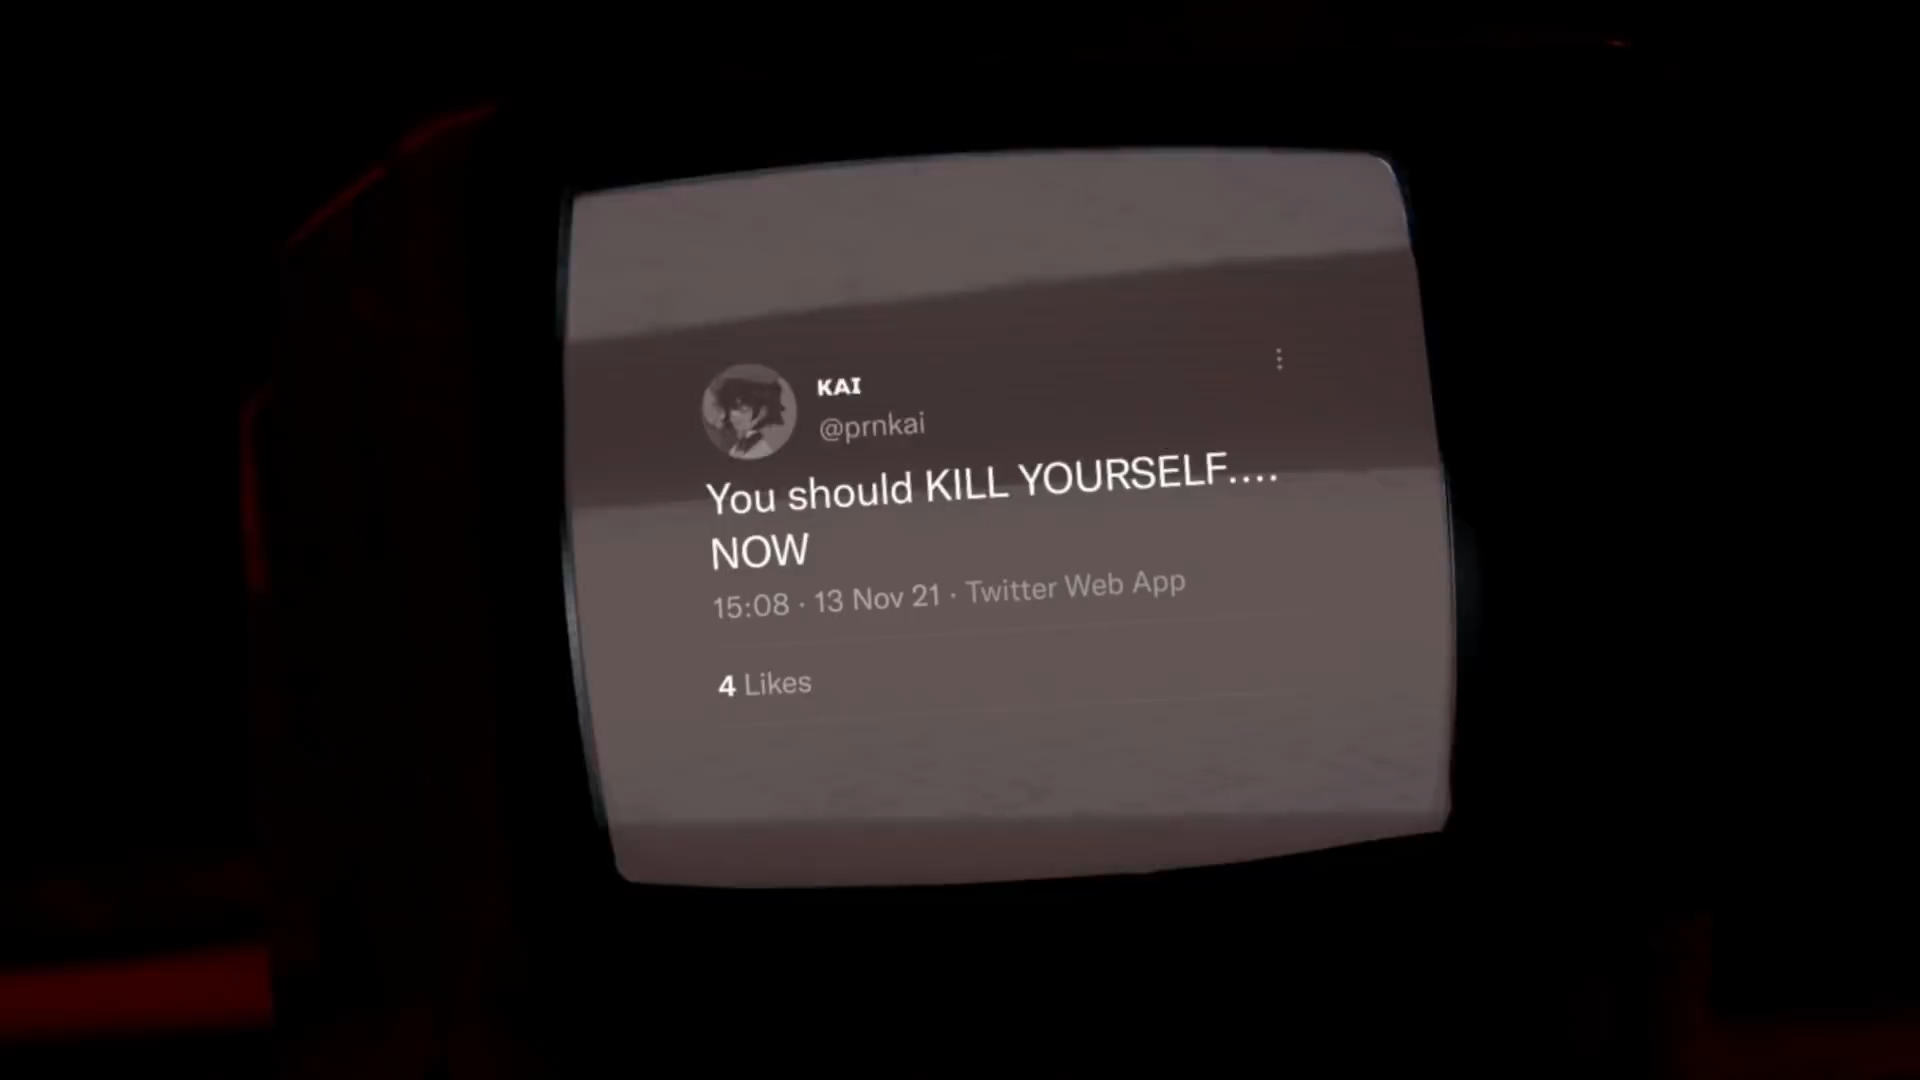 KAI
@prnkai
You should KILL YOURSELF....
NOW
15:08 · 13 Nov 21 · Twitter Web App
4 Likes